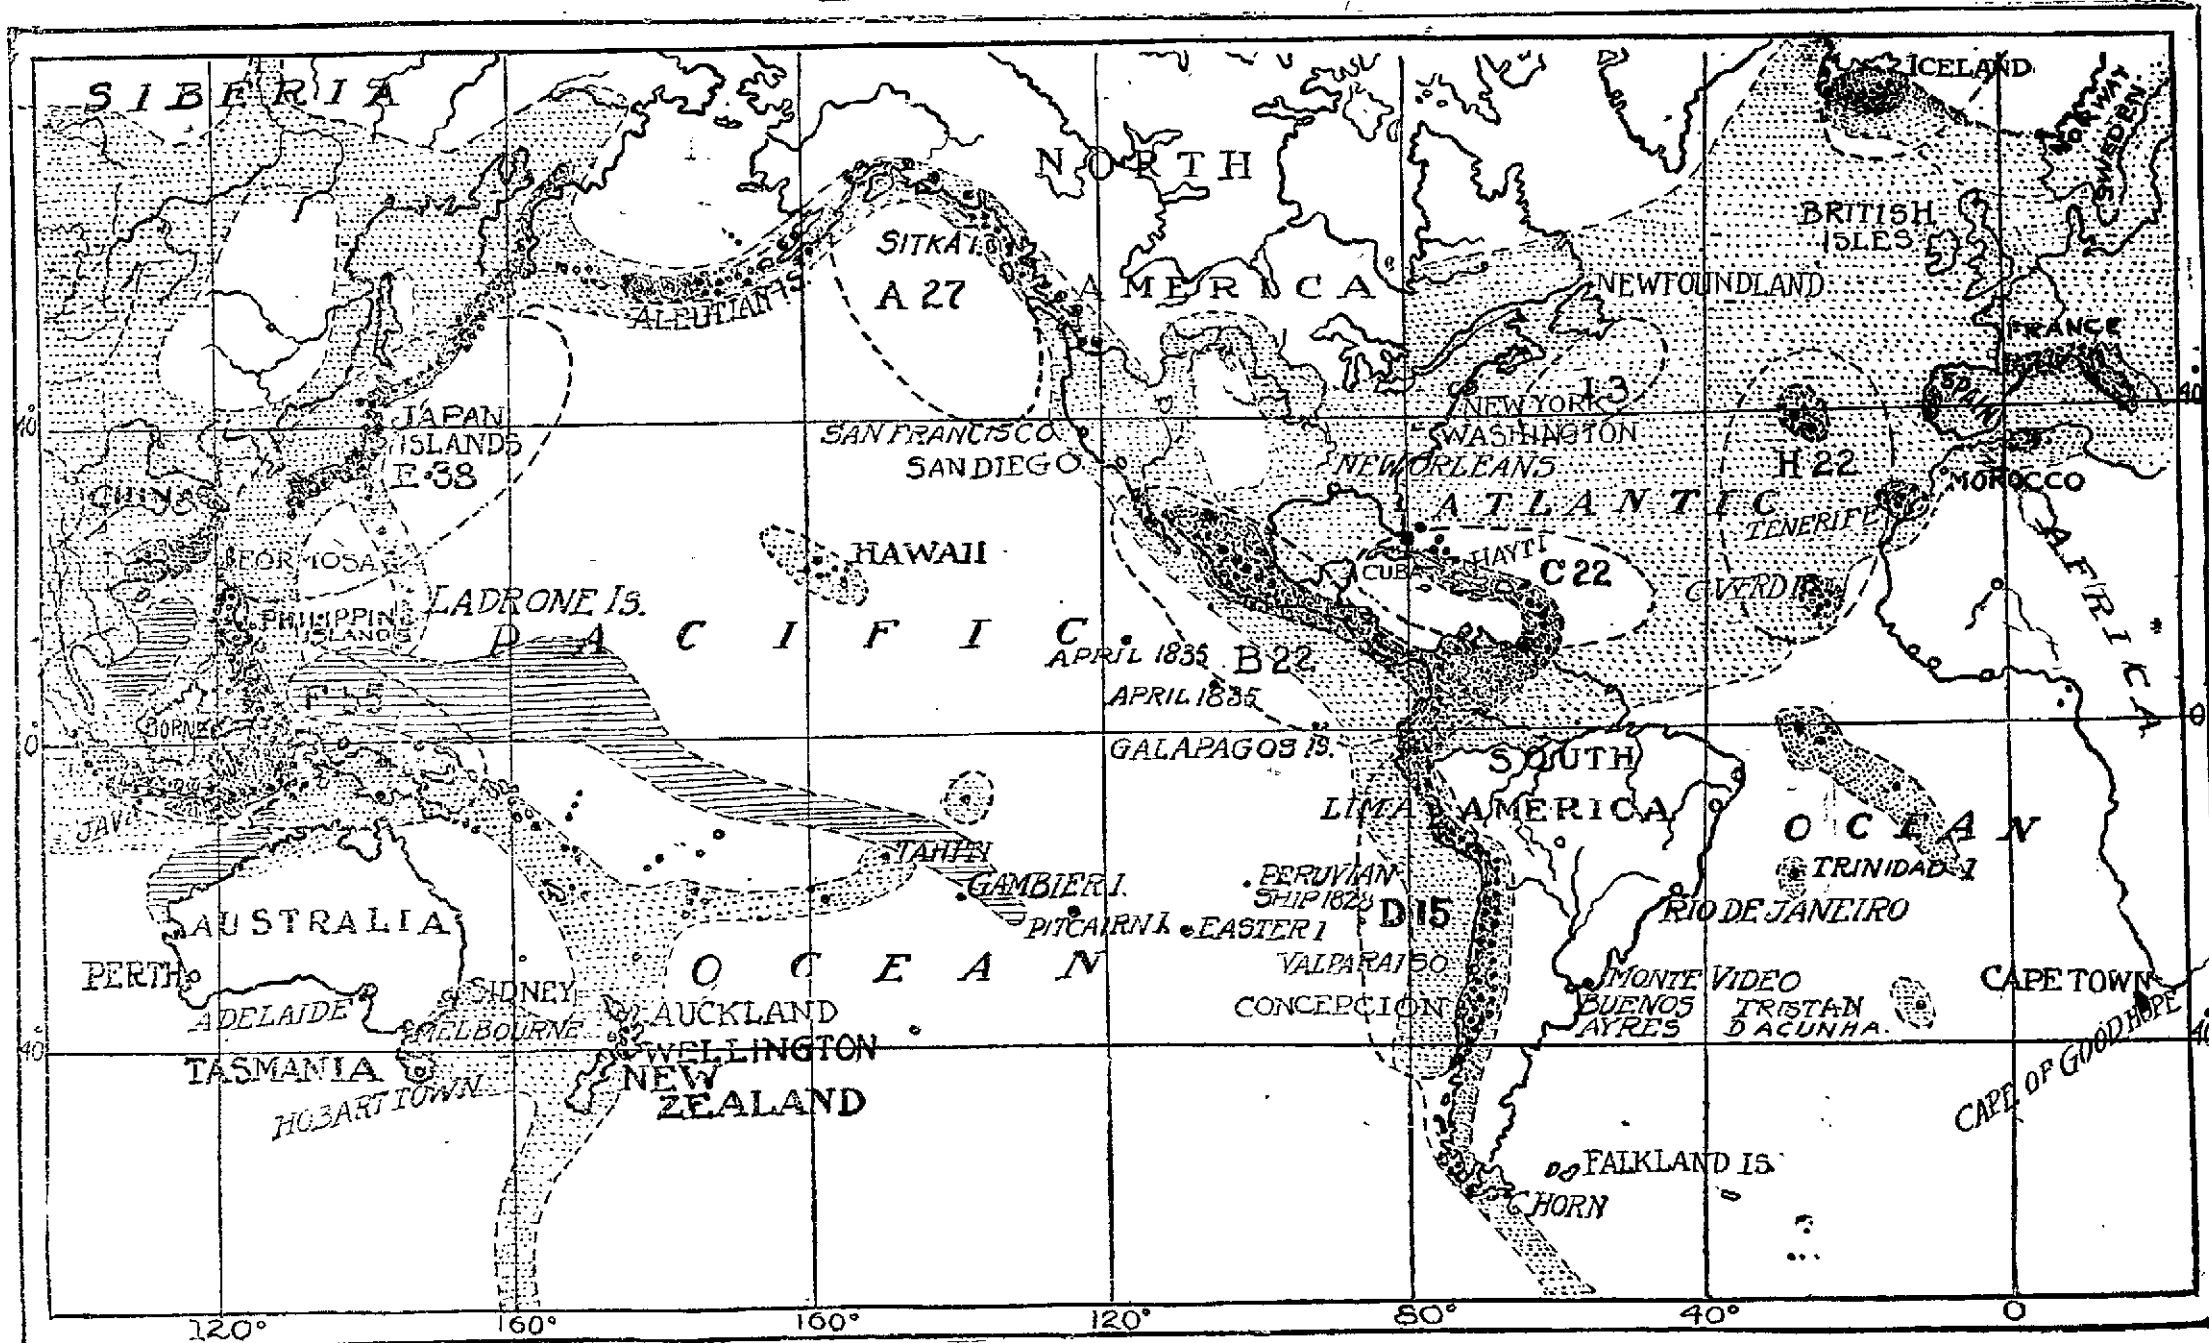 SIBERIA
ICELAND
NORWAY
SWEDEN
NORTH
BRITISH
ISLES
SITKA I.
A 27
AMERICA
NEWFOUNDLAND
ALEUTIAN IS.
FRANCE
SPAIN
J 3
40
40
JAPAN
ISLANDS
E.38
SAN FRANCISCO
SAN DIEGO
NEW YORK
WASHINGTON
NEW ORLEANS
H 22
MOROCCO
CHINA
ATLANTIC
TENERIFE
AFRICA
FORMOSA
HAWAII
CUBA
HAYTI
C 22
C. VERD IS
LADRONE IS.
PHILIPPIN
ISLANDS
PACIFIC
APRIL 1835
B 22
APRIL 1835
F 15
BORNEO
0
0
GALAPAGOS IS.
SOUTH
AMERICA
LIMA
JAVA
OCEAN
TAHITI
GAMBIER I.
PERUVIAN
SHIP 1828
D 15
TRINIDAD I
AUSTRALIA
PITCAIRN I.
EASTER I
RIO DE JANEIRO
PERTH
OCEAN
VALPARAISO
MONTE VIDEO
CAPE TOWN
SIDNEY
ADELAIDE
AUCKLAND
CONCEPCION
BUENOS
AYRES
TRISTAN
DACUNHA.
MELBOURNE
40
40
WELLINGTON
TASMANIA
NEW
ZEALAND
HOBART TOWN
CAPE OF GOOD HOPE
FALKLAND IS.
C HORN
120°
160°
160°
120°
80°
40°
0